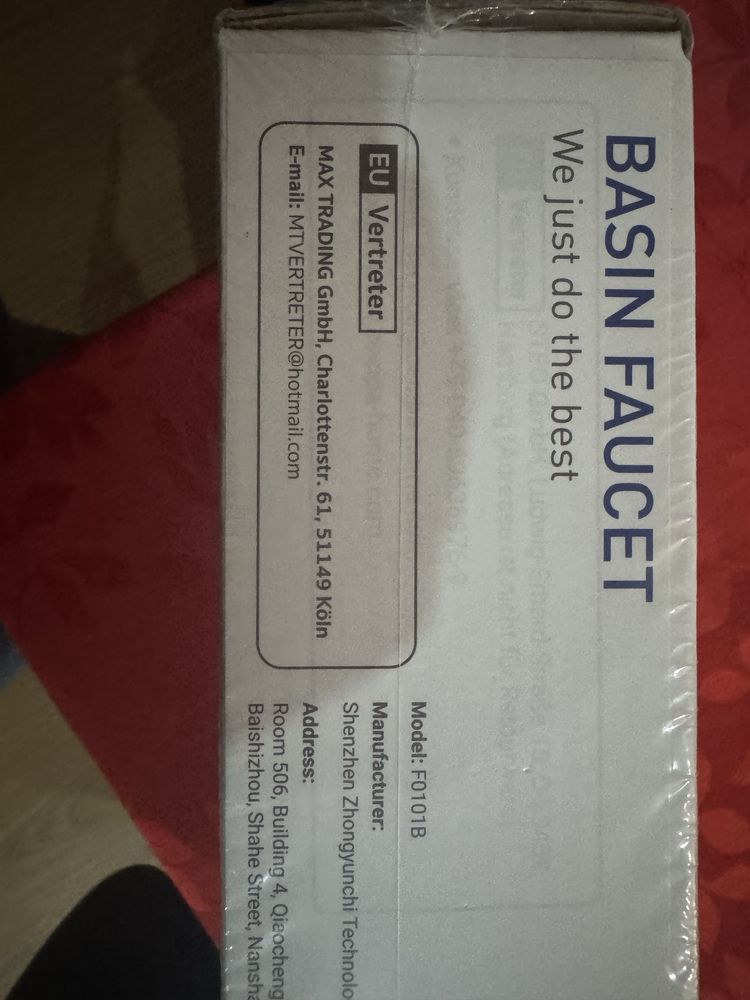 BASIN FAUCET
We just do the best
EU Vertreter
MAX TRADING GmbH, Charlottenstr. 61, 51149 Köln
E-mail: MTVERTRETER@hotmail.com
Model: F0101B
Manufacturer:
Shenzhen Zhongyunchi Technolo
Address:
Room 506, Building 4, Qiaocheng
Baishizhou, Shahe Street, Nansha